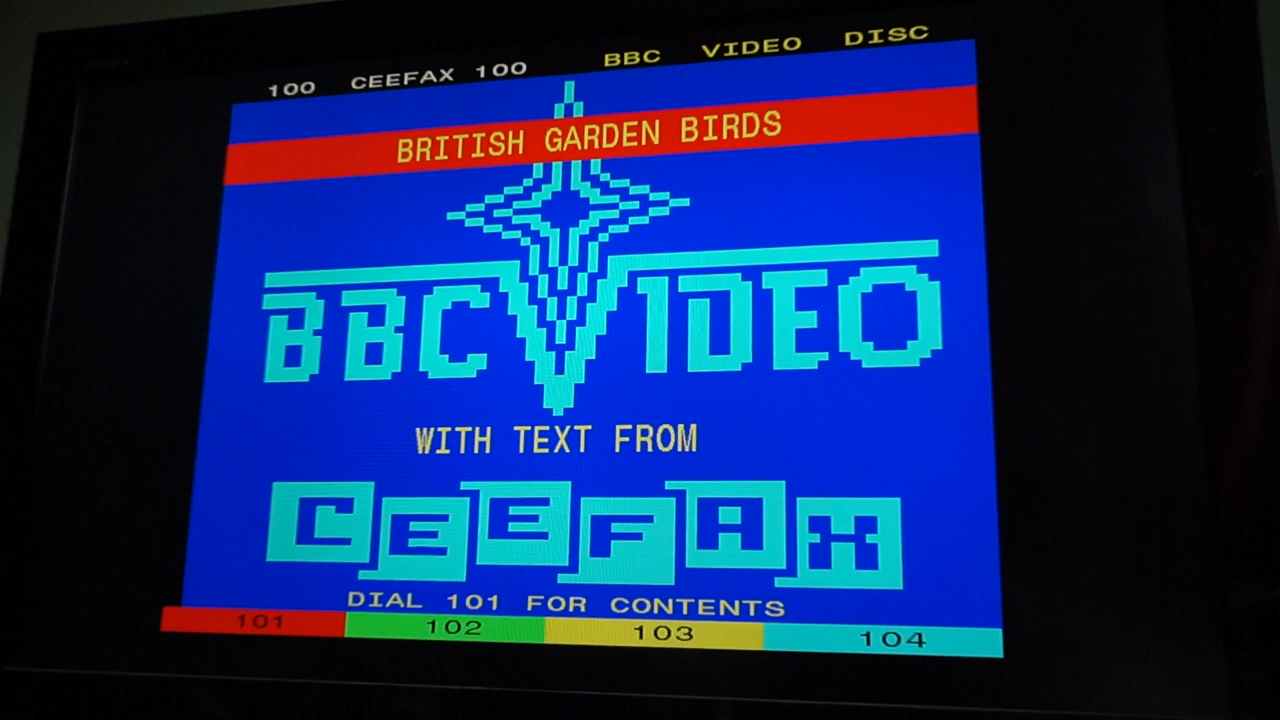 100 CEEFAX 100 BBC VIDEO DISC
BRITISH GARDEN BIRDS
BBC VIDEO
WITH TEXT FROM
CEEFAX
DIAL 101 FOR CONTENTS
101 102 103 104